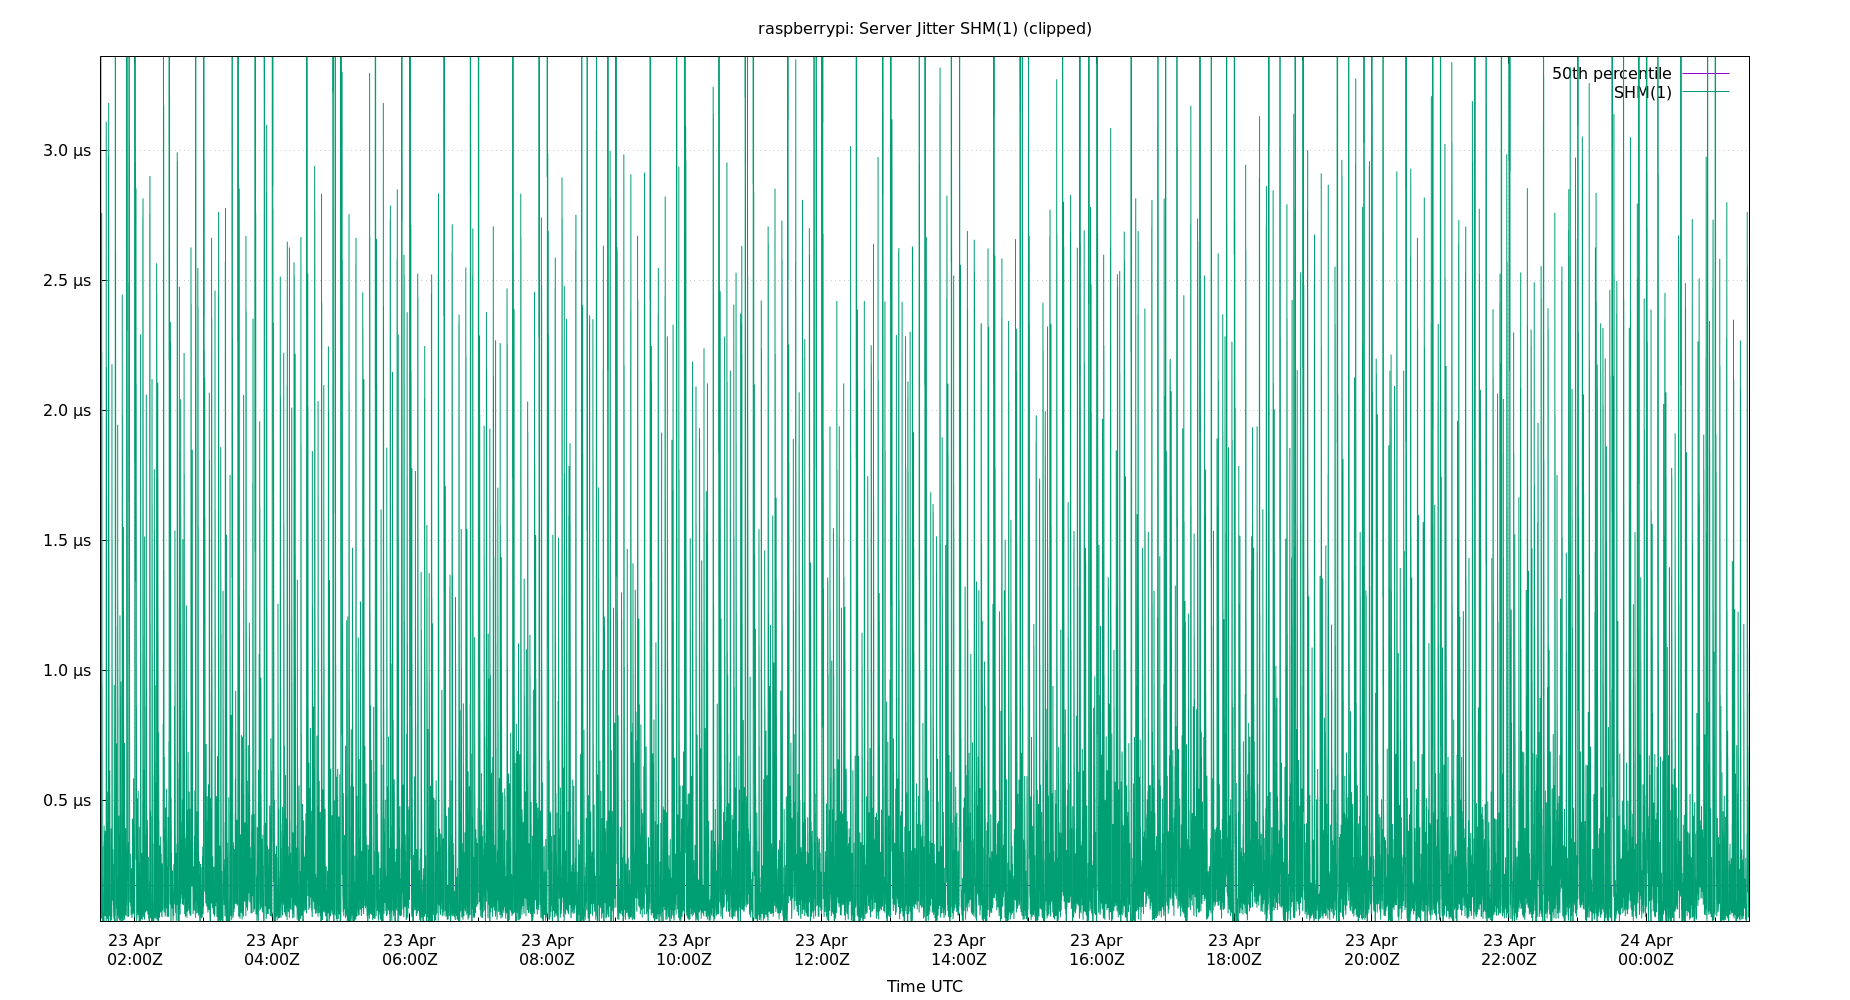 raspberrypi: Server Jitter SHM(1) (clipped)
50th percentile
SHM(1)
3.0 µs
2.5 µs
2.0 µs
1.5 µs
1.0 µs
0.5 µs
23 Apr 23 Apr 23 Apr 23 Apr 23 Apr 23 Apr 23 Apr 23 Apr 23 Apr 23 Apr 23 Apr 24 Apr
02:00Z 04:00Z 06:00Z 08:00Z 10:00Z 12:00Z 14:00Z 16:00Z 18:00Z 20:00Z 22:00Z 00:00Z
Time UTC